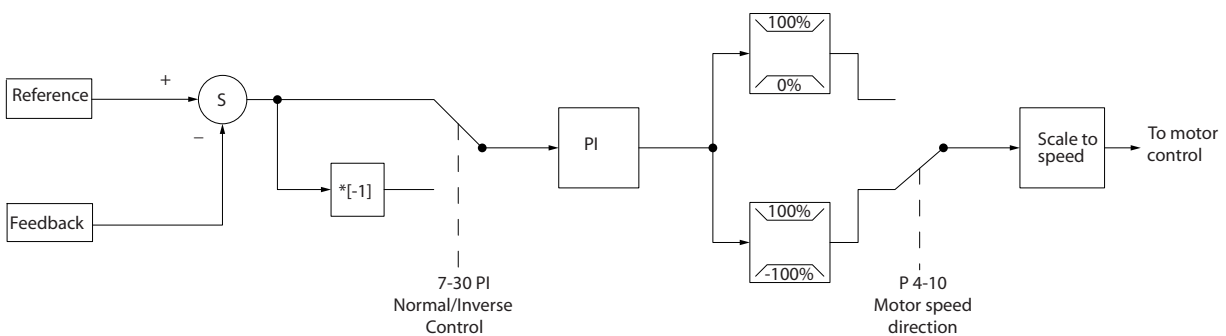 Reference
+
S
–
Feedback
*[-1]
7-30 PI
Normal/Inverse
Control
PI
100%
0%
100%
-100%
P 4-10
Motor speed
direction
Scale to
speed
To motor
control